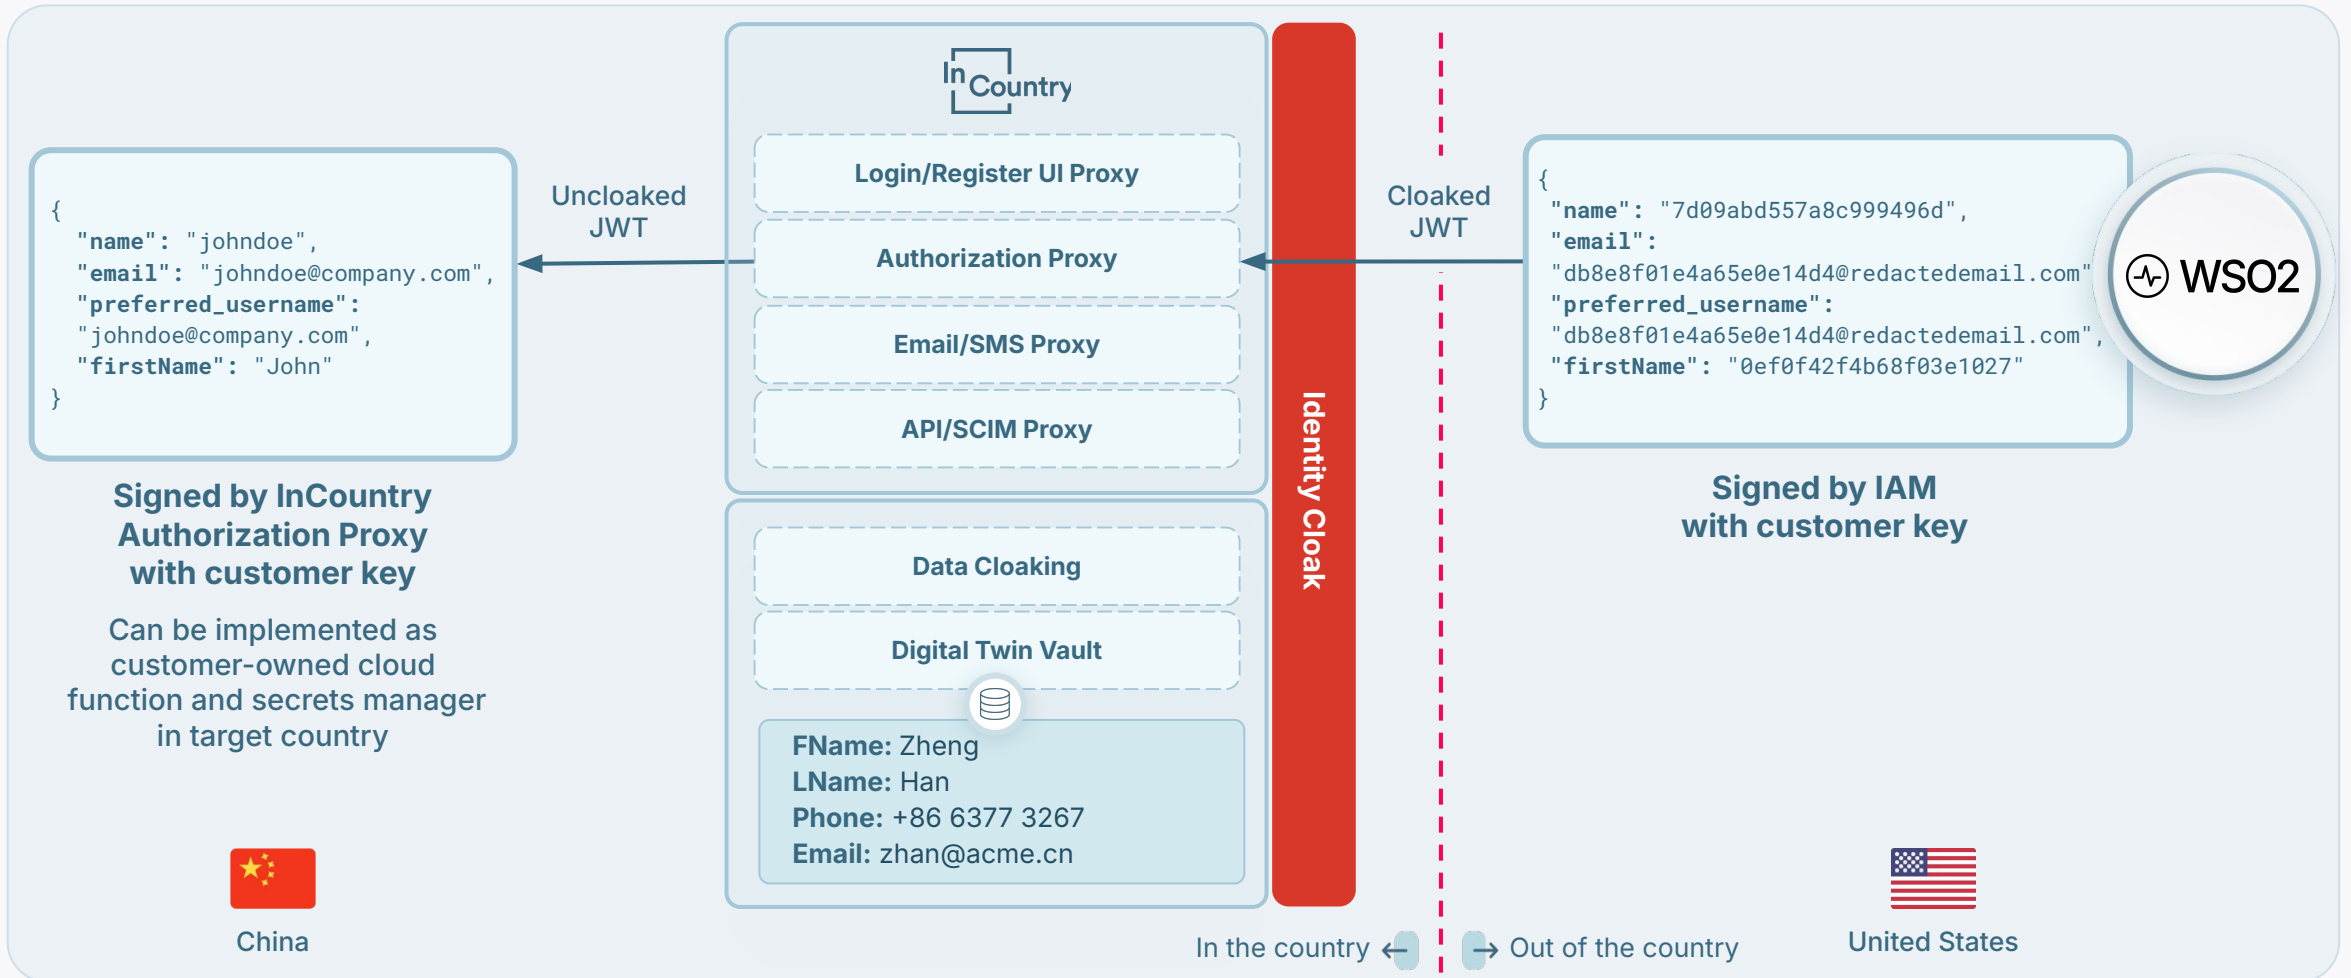 {
"name": "johndoe",
"email": "johndoe@company.com",
"preferred_username":
"johndoe@company.com",
"firstName": "John"
}
Signed by InCountry
Authorization Proxy
with customer key
Can be implemented as
customer-owned cloud
function and secrets manager
in target country
China
Uncloaked
JWT
In
Country
Login/Register UI Proxy
Authorization Proxy
Email/SMS Proxy
API/SCIM Proxy
Data Cloaking
Digital Twin Vault
FName: Zheng
LName: Han
Phone: +86 6377 3267
Email: zhan@acme.cn
Identity Cloak
Cloaked
JWT
In the country
Out of the country
{
"name": "7d09abd557a8c999496d",
"email":
"db8e8f01e4a65e0e14d4@redactedemail.com"
"preferred_username":
"db8e8f01e4a65e0e14d4@redactedemail.com",
"firstName": "0ef0f42f4b68f03e1027"
}
WSO2
Signed by IAM
with customer key
United States